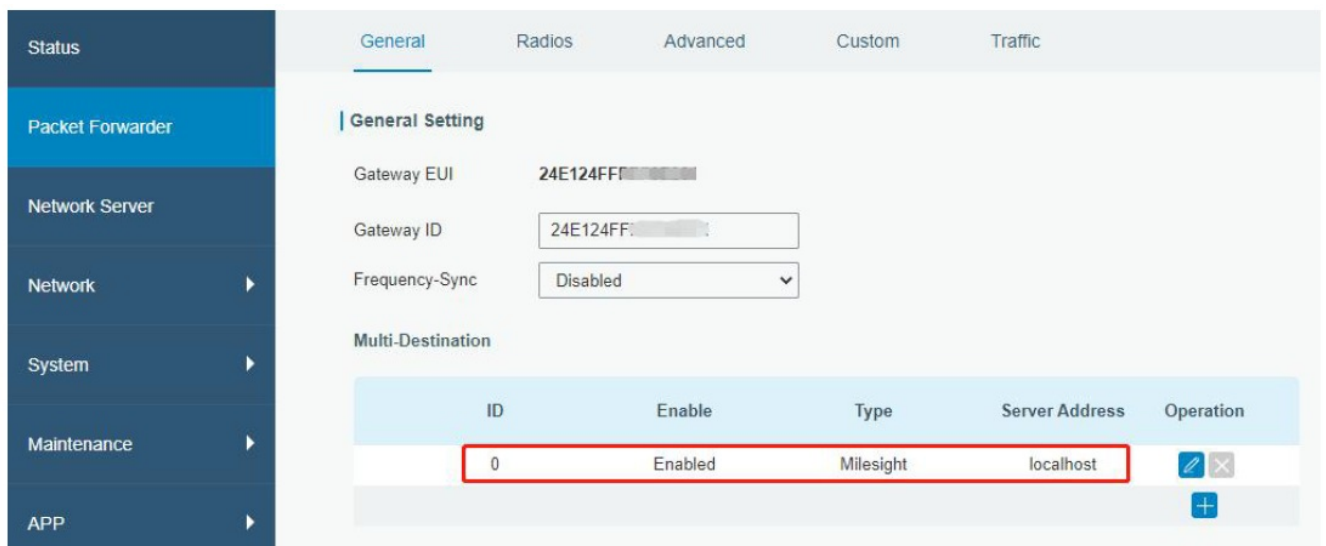 Status
General Radios Advanced Custom Traffic
Packet Forwarder
General Setting
Gateway EUI
Network Server
Gateway ID
Frequency-Sync Disabled
Network
Multi-Destination
System
ID Enable Type Server Address Operation
Maintenance
0 Enabled Milesight localhost
APP